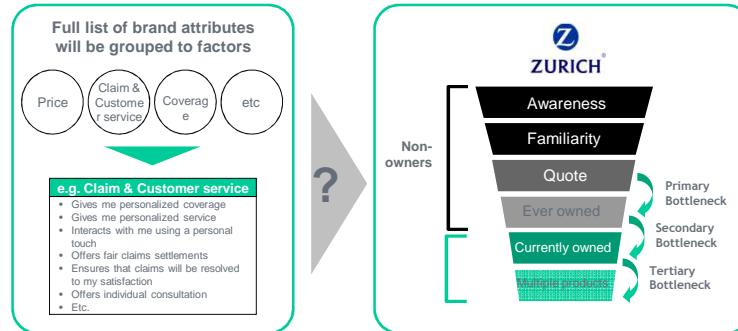 Full list of brand attributes
will be grouped to factors
Price
Claim &
Custome
r service
Coverag
e
etc
e.g. Claim & Customer service
• Gives me personalized coverage
• Gives me personalized service
• Interacts with me using a personal
touch
• Offers fair claims settlements
• Ensures that claims will be resolved
to my satisfaction
• Offers individual consultation
• Etc.
?
Z
ZURICH®
Non-
owners
Awareness
Familiarity
Quote
Ever owned
Currently owned
Multiple products
Primary
Bottleneck
Secondary
Bottleneck
Tertiary
Bottleneck